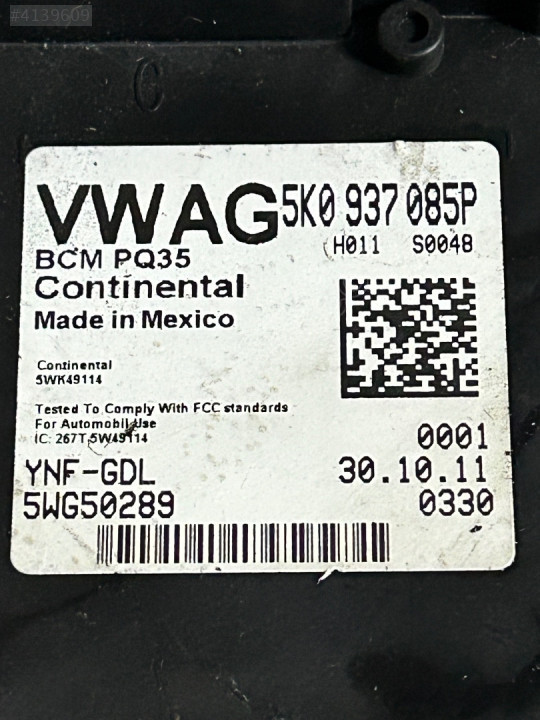 #4139609
C
VWAG 5K0 937 085P
H011 S0048
BCM PQ35
Continental
Made in Mexico
Continental
5WK49114
Tested To Comply With FCC standards
For Automobil Use
IC: 267T-5W49114
0001
YNF-GDL 30.10.11
5WG50289 0330